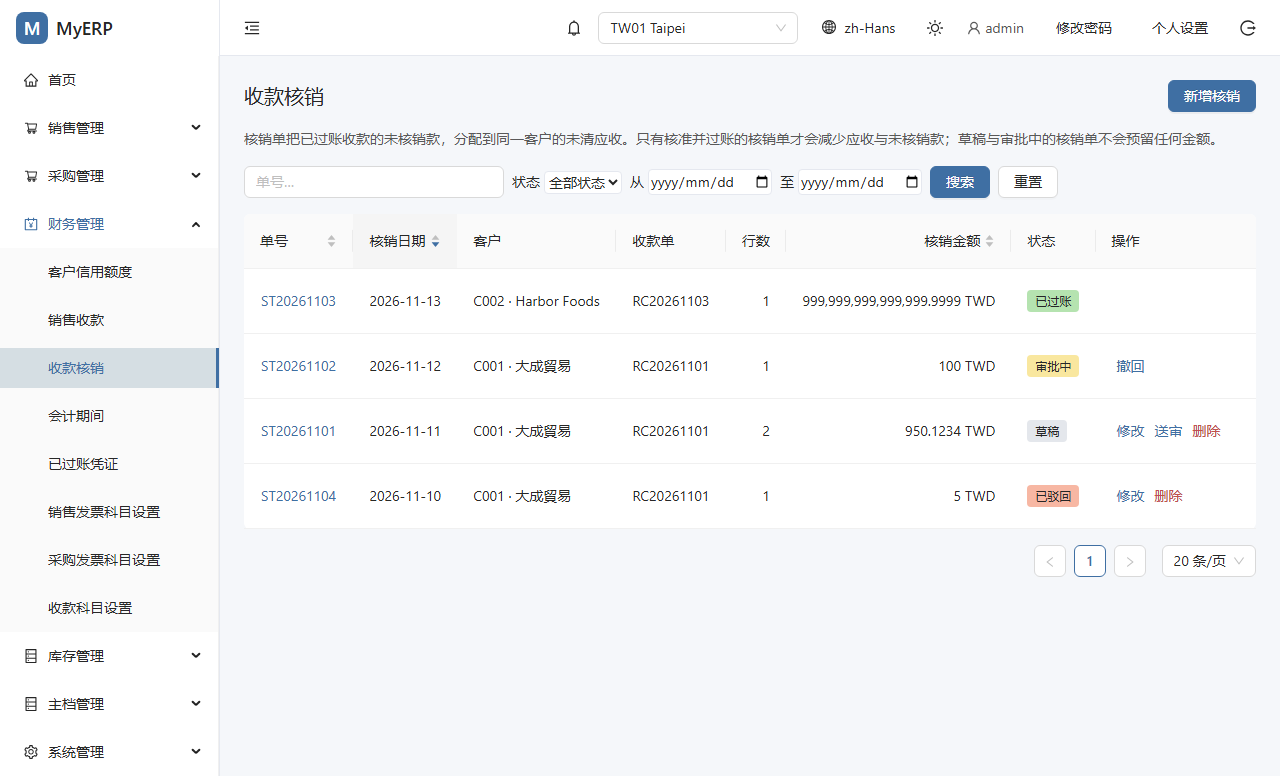 M MyERP
TW01 Taipei
zh-Hans
admin
修改密码
个人设置
首页
销售管理
采购管理
财务管理
客户信用额度
销售收款
收款核销
会计期间
已过账凭证
销售发票科目设置
采购发票科目设置
收款科目设置
库存管理
主档管理
系统管理
收款核销
新增核销
核销单把已过账收款的未核销款，分配到同一客户的未清应收。只有核准并过账的核销单才会减少应收与未核销款；草稿与审批中的核销单不会预留任何金额。
单号... 状态 全部状态 从 yyyy/mm/dd 至 yyyy/mm/dd 搜索 重置
单号 核销日期 客户 收款单 行数 核销金额 状态 操作
ST20261103 2026-11-13 C002 · Harbor Foods RC20261103 1 999,999,999,999,999.9999 TWD 已过账
ST20261102 2026-11-12 C001 · 大成貿易 RC20261101 1 100 TWD 审批中 撤回
ST20261101 2026-11-11 C001 · 大成貿易 RC20261101 2 950.1234 TWD 草稿 修改 送审 删除
ST20261104 2026-11-10 C001 · 大成貿易 RC20261101 1 5 TWD 已驳回 修改 删除
< 1 > 20 条/页